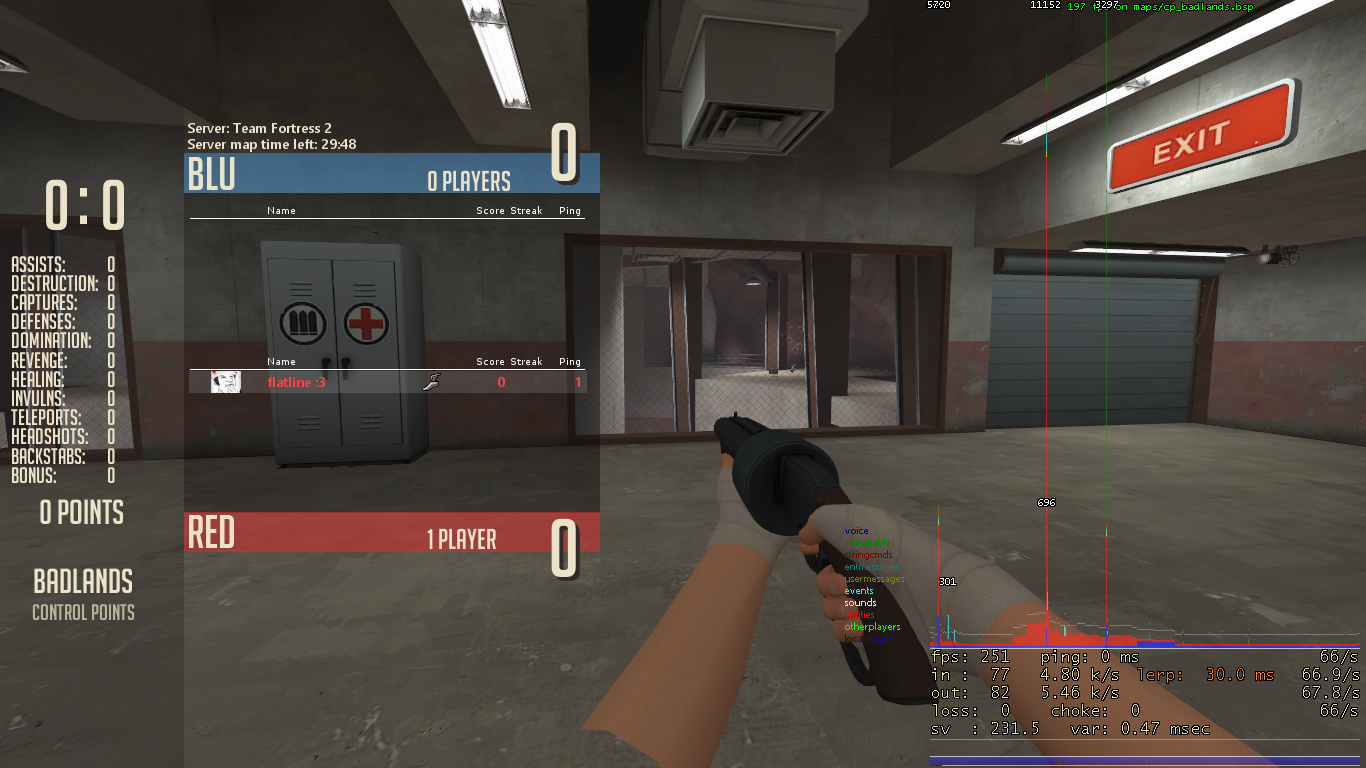 5720 11152 3297
197 fps on maps/cp_badlands.bsp
EXIT
Server: Team Fortress 2
Server map time left: 29:48
BLU 0 PLAYERS 0
Name Score Streak Ping
0:0
ASSISTS: 0
DESTRUCTION: 0
CAPTURES: 0
DEFENSES: 0
DOMINATION: 0
REVENGE: 0
HEALING: 0
INVULNS: 0
TELEPORTS: 0
HEADSHOTS: 0
BACKSTABS: 0
BONUS: 0
0 POINTS
BADLANDS
CONTROL POINTS
Name Score Streak Ping
flatline :3 0 1
RED 1 PLAYER 0
696
301
voice
stringcmds
entmessages
usermessages
events
sounds
entities
otherplayers
fps: 251 ping: 0 ms 66/s
in : 77 4.80 k/s lerp: 30.0 ms 66.9/s
out: 82 5.46 k/s 67.8/s
loss: 0 choke: 0 66/s
sv : 231.5 var: 0.47 msec